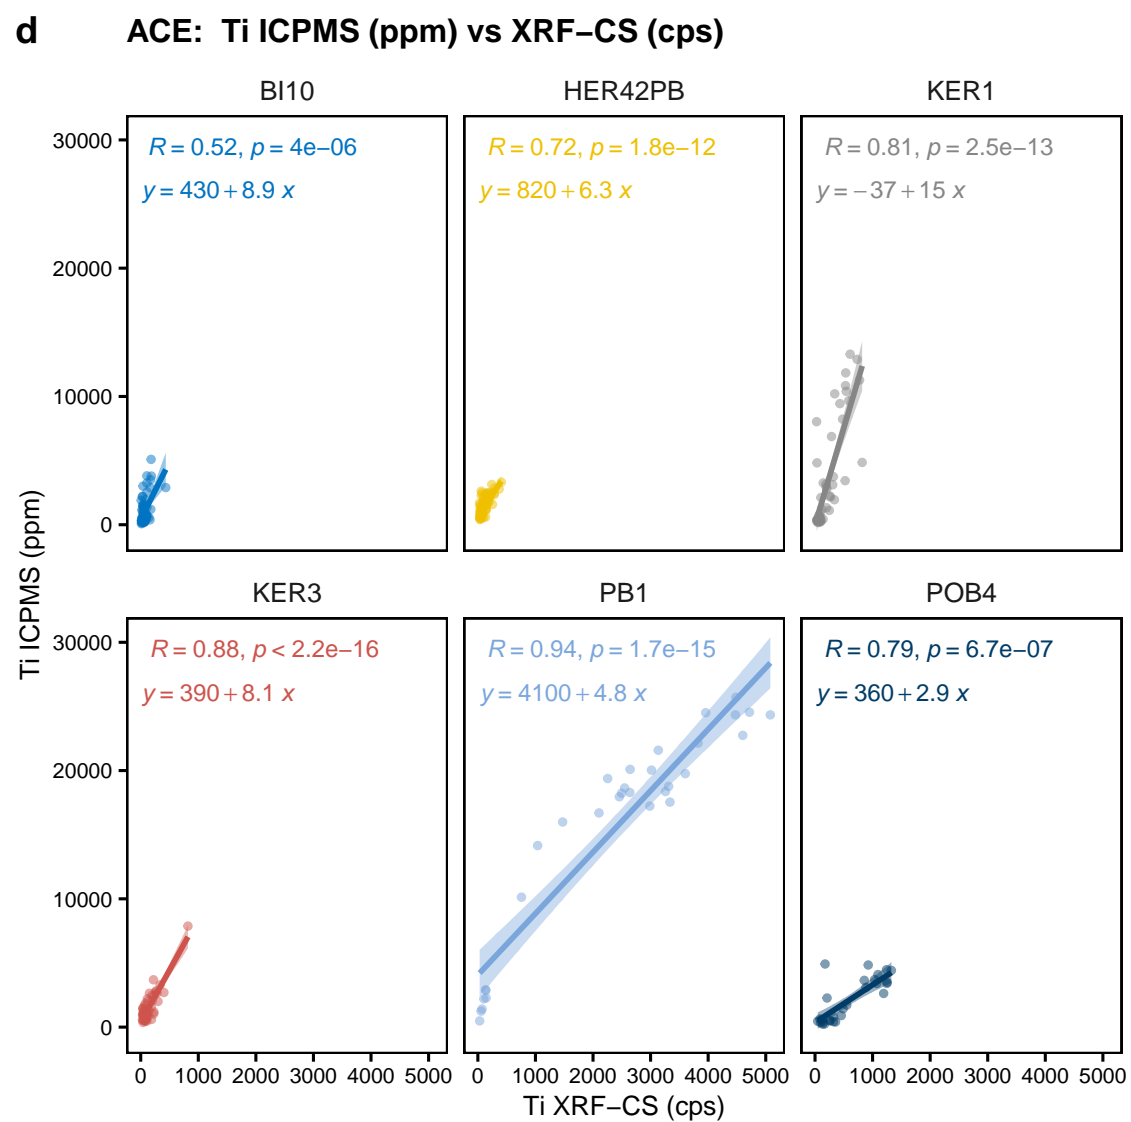 d
ACE:  Ti ICPMS (ppm) vs XRF−CS (cps)
BI10
HER42PB
KER1
30000
20000
10000
0
R = 0.52, p = 4e−06
y = 430 + 8.9 x
R = 0.72, p = 1.8e−12
y = 820 + 6.3 x
R = 0.81, p = 2.5e−13
y = −37 + 15 x
Ti ICPMS (ppm)
KER3
PB1
POB4
30000
20000
10000
0
R = 0.88, p < 2.2e−16
y = 390 + 8.1 x
R = 0.94, p = 1.7e−15
y = 4100 + 4.8 x
R = 0.79, p = 6.7e−07
y = 360 + 2.9 x
0 1000 2000 3000 4000 5000
0 1000 2000 3000 4000 5000
0 1000 2000 3000 4000 5000
Ti XRF−CS (cps)